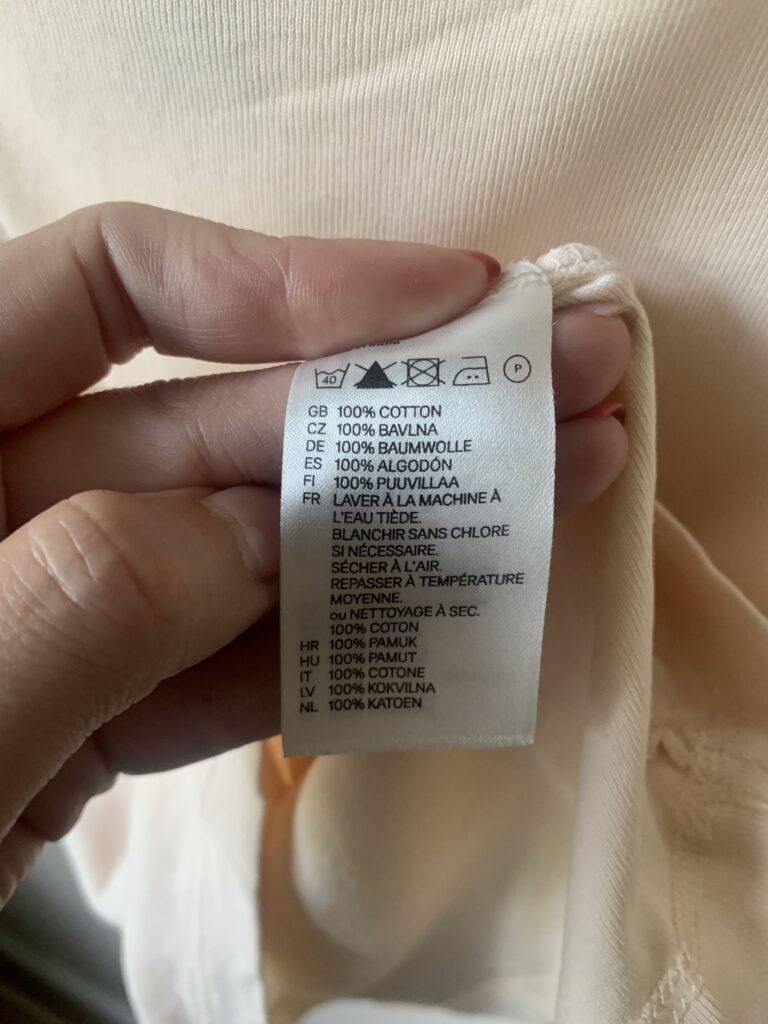 40 P
GB 100% COTTON
CZ 100% BAVLNA
DE 100% BAUMWOLLE
ES 100% ALGODÓN
FI 100% PUUVILLAA
FR LAVER À LA MACHINE À
L'EAU TIÈDE.
BLANCHIR SANS CHLORE
SI NÉCESSAIRE.
SÉCHER À L'AIR.
REPASSER À TEMPÉRATURE
MOYENNE.
ou NETTOYAGE À SEC.
100% COTON
HR 100% PAMUK
HU 100% PAMUT
IT 100% COTONE
LV 100% KOKVILNA
NL 100% KATOEN